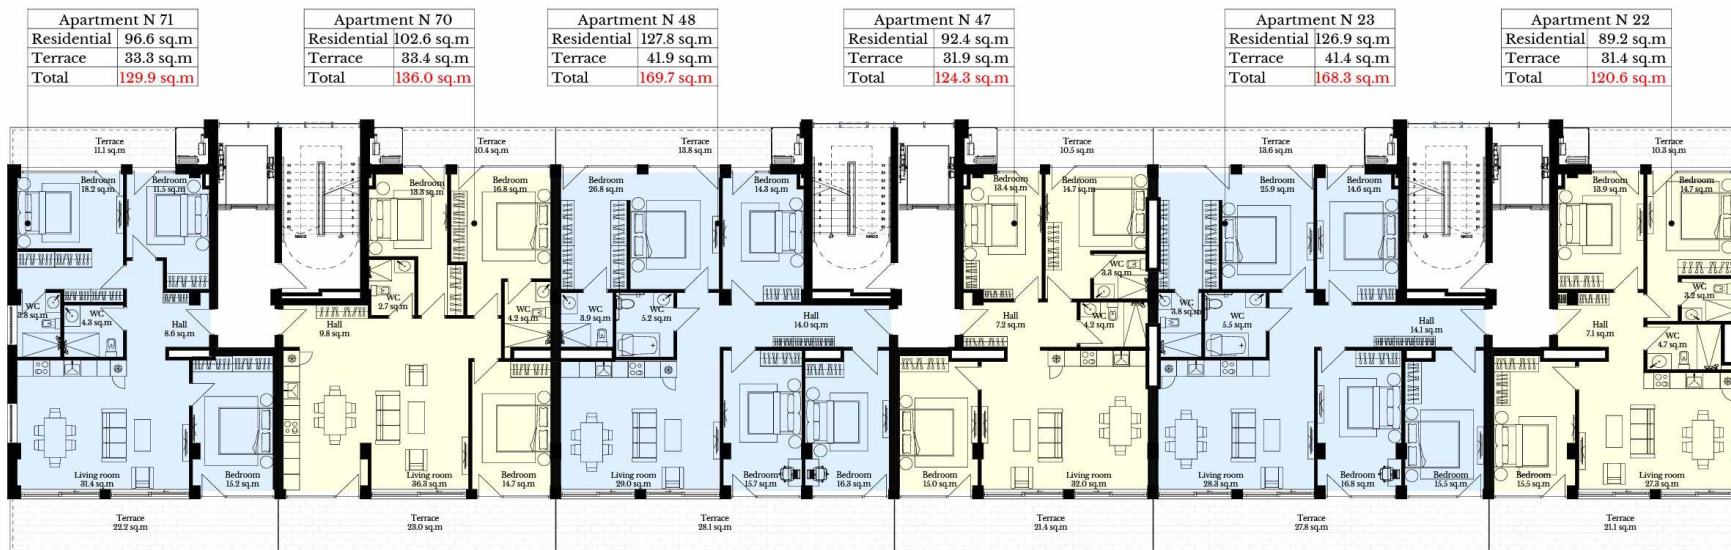 Apartment N 71
Residential 96.6 sq.m
Terrace 33.3 sq.m
Total 129.9 sq.m
Apartment N 70
Residential 102.6 sq.m
Terrace 33.4 sq.m
Total 136.0 sq.m
Apartment N 48
Residential 127.8 sq.m
Terrace 41.9 sq.m
Total 169.7 sq.m
Apartment N 47
Residential 92.4 sq.m
Terrace 31.9 sq.m
Total 124.3 sq.m
Apartment N 23
Residential 126.9 sq.m
Terrace 41.4 sq.m
Total 168.3 sq.m
Apartment N 22
Residential 89.2 sq.m
Terrace 31.4 sq.m
Total 120.6 sq.m
Terrace
11.1 sq.m
Bedroom
18.2 sq.m
Bedroom
11.5 sq.m
WC
3.8 sq.m
WC
4.3 sq.m
Hall
8.6 sq.m
Living room
31.4 sq.m
Bedroom
15.2 sq.m
Terrace
22.2 sq.m
Terrace
10.4 sq.m
Bedroom
13.3 sq.m
Bedroom
16.8 sq.m
WC
2.7 sq.m
WC
4.2 sq.m
Hall
9.8 sq.m
Living room
36.3 sq.m
Bedroom
14.7 sq.m
Terrace
23.0 sq.m
Terrace
13.8 sq.m
Bedroom
26.8 sq.m
Bedroom
14.3 sq.m
WC
3.9 sq.m
WC
5.2 sq.m
Hall
14.0 sq.m
Living room
29.0 sq.m
Bedroom
15.7 sq.m
Bedroom
16.3 sq.m
Terrace
28.1 sq.m
Terrace
10.5 sq.m
Bedroom
13.4 sq.m
Bedroom
14.7 sq.m
WC
3.3 sq.m
WC
4.2 sq.m
Hall
7.2 sq.m
Bedroom
15.0 sq.m
Living room
32.0 sq.m
Terrace
21.4 sq.m
Terrace
13.6 sq.m
Bedroom
25.9 sq.m
Bedroom
14.6 sq.m
WC
3.8 sq.m
WC
5.5 sq.m
Hall
14.1 sq.m
Living room
28.3 sq.m
Bedroom
16.8 sq.m
Bedroom
15.5 sq.m
Terrace
27.8 sq.m
Terrace
10.3 sq.m
Bedroom
13.9 sq.m
Bedroom
14.7 sq.m
WC
3.2 sq.m
WC
4.7 sq.m
Hall
7.1 sq.m
Bedroom
15.5 sq.m
Living room
27.3 sq.m
Terrace
21.1 sq.m